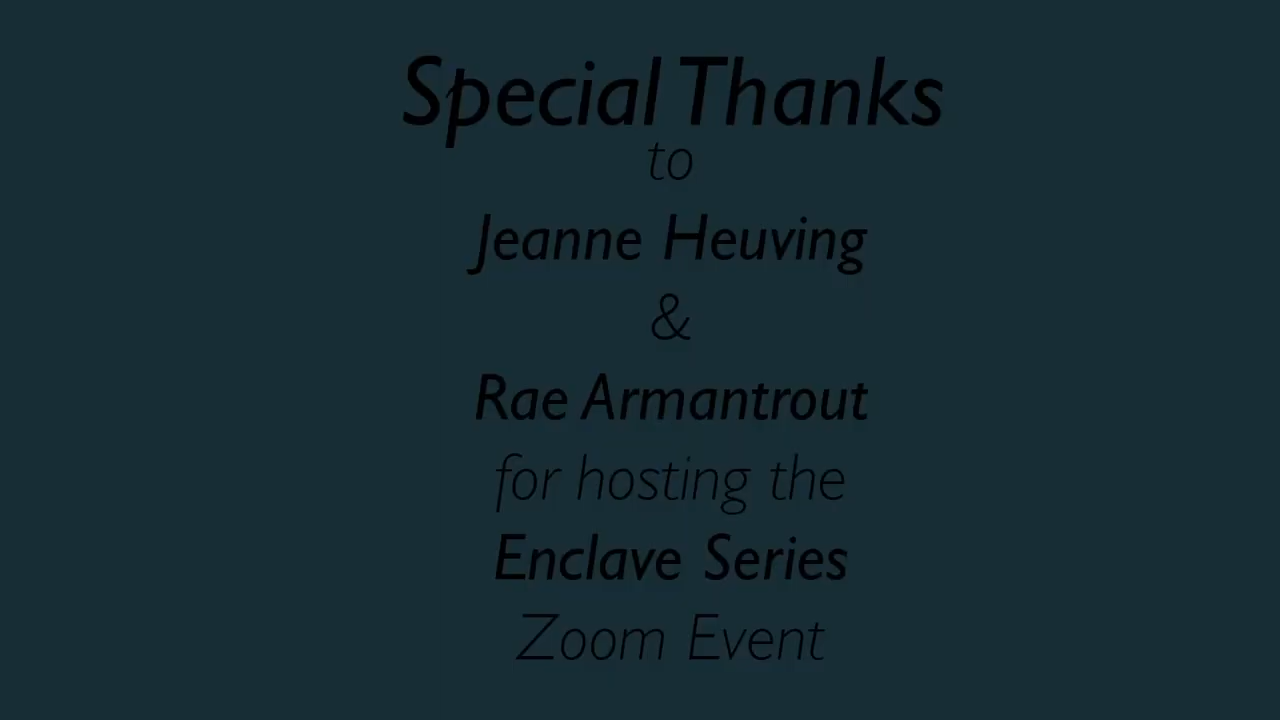 Special Thanks
to
Jeanne Heuving
&
Rae Armantrout
for hosting the
Enclave Series
Zoom Event